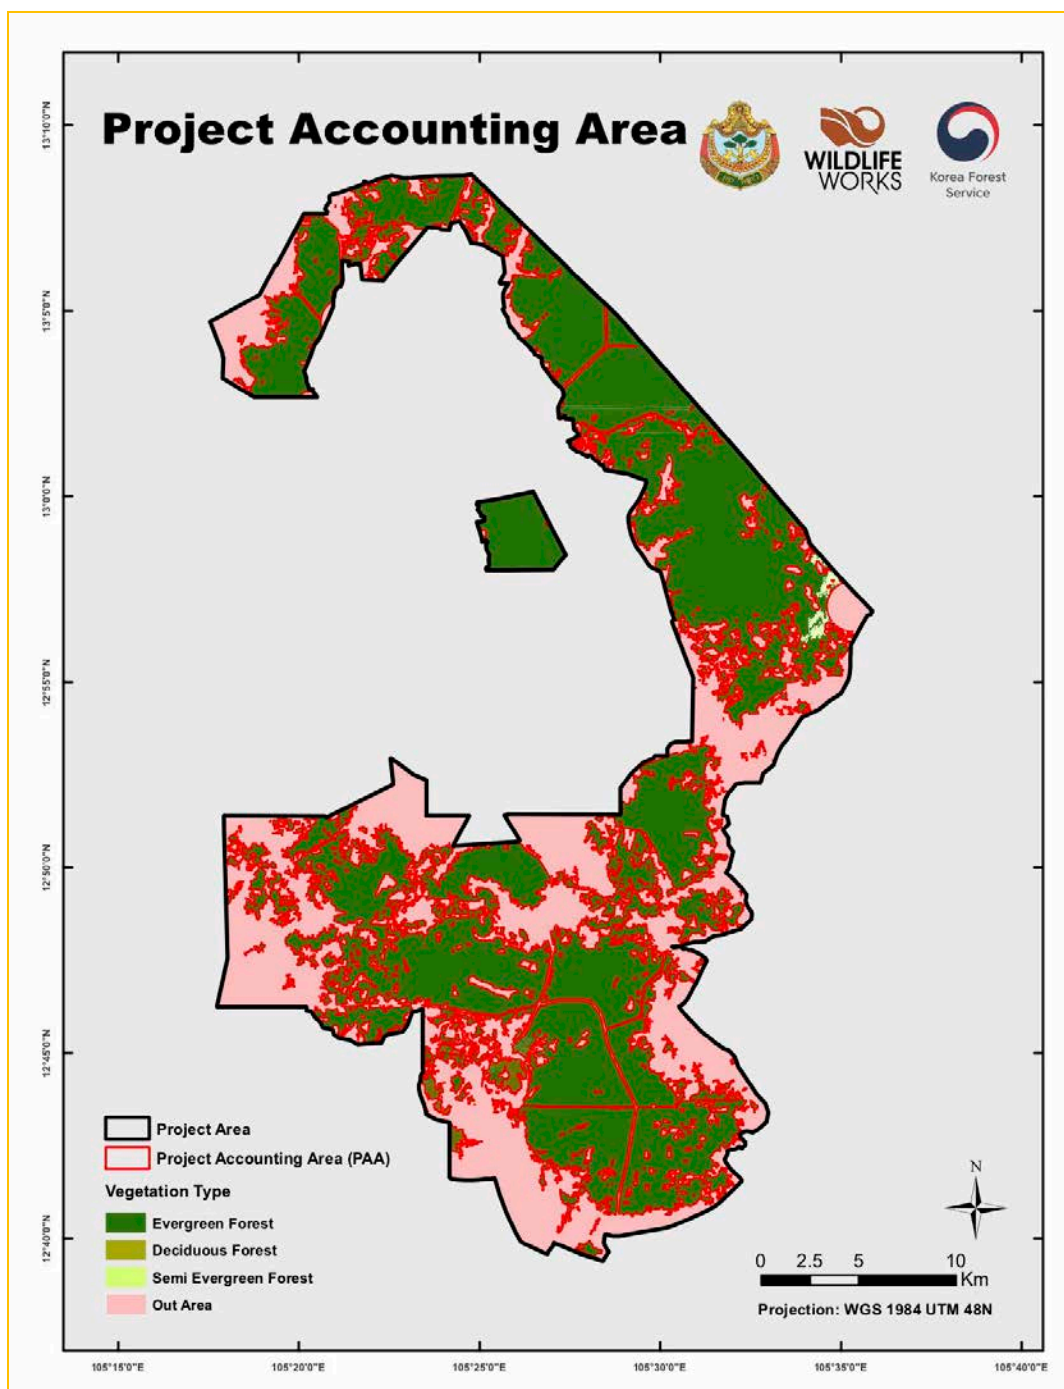 Project Accounting Area
WILDLIFE
WORKS
Korea Forest
Service
13°10'0"N
13°5'0"N
13°0'0"N
12°55'0"N
12°50'0"N
12°45'0"N
12°40'0"N
Project Area
Project Accounting Area (PAA)
Vegetation Type
Evergreen Forest
Deciduous Forest
Semi Evergreen Forest
Out Area
N
0 2.5 5 10
Km
Projection: WGS 1984 UTM 48N
105°15'0"E 105°20'0"E 105°25'0"E 105°30'0"E 105°35'0"E 105°40'0"E